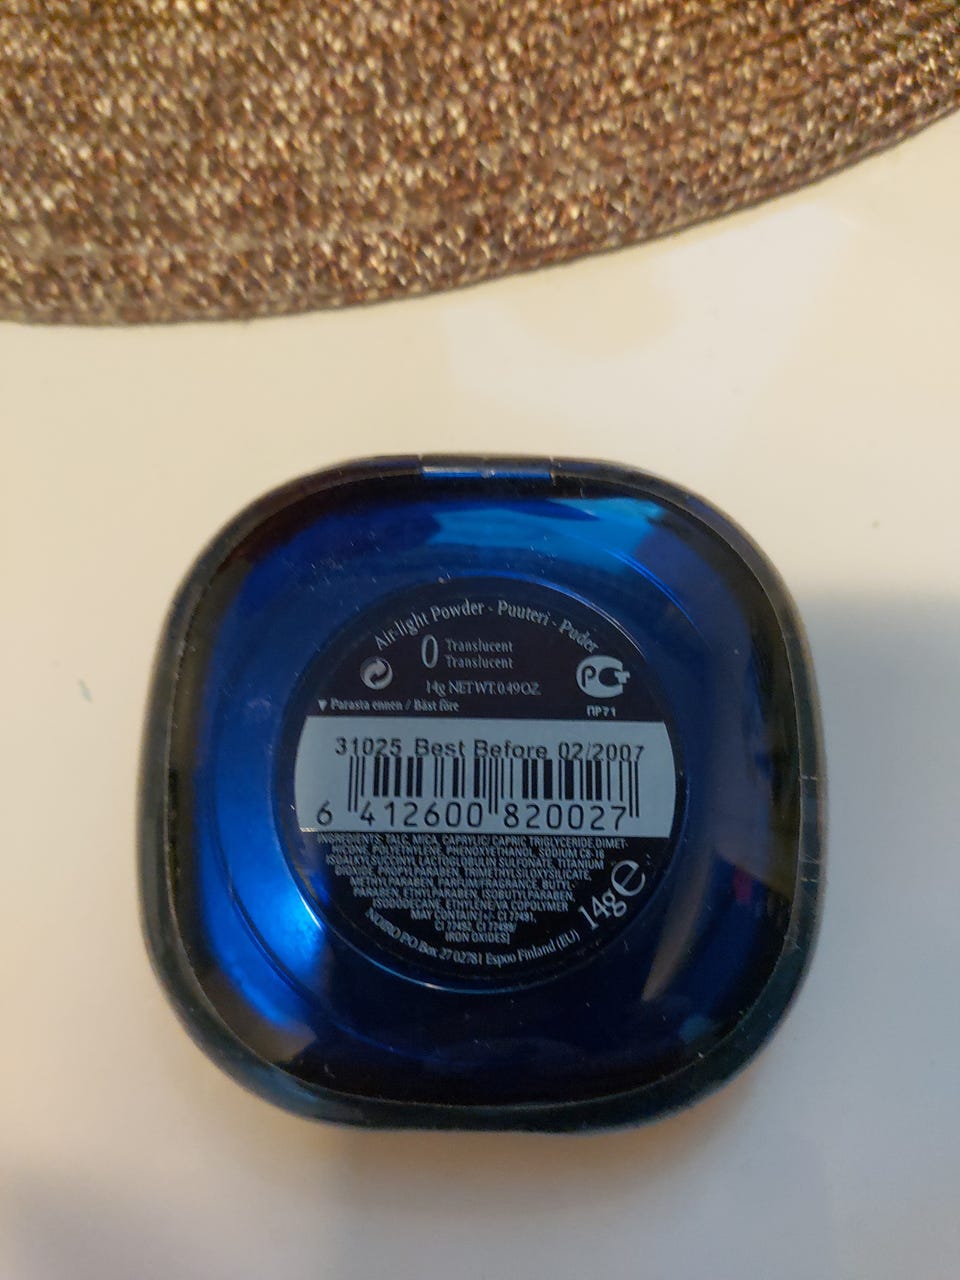 Air-light Powder - Puuteri - Puder
0 Translucent
Translucent
14g NET WT. 0.49 OZ.
▼ Parasta ennen / Bäst före
ПР71
31025 Best Before 02/2007
6 412600 820027
INGREDIENTS: TALC, MICA, CAPRYLIC/ CAPRIC TRIGLYCERIDE, DIMET-
HICONE, POLYETHYLENE, PHENOXYETHANOL, SODIUM C8-16
ISOALKYLSUCCINYL LACTOGLOBULIN SULFONATE, TITANIUM
DIOXIDE, PROPYLPARABEN, TRIMETHYLSILOXYSILICATE,
METHYLPARABEN, PARFUM/FRAGRANCE, BUTYL-
PARABEN, ETHYLPARABEN, ISOBUTYLPARABEN,
ISODODECANE, ETHYLENE/VA COPOLYMER
MAY CONTAIN [+/- CI 77491,
CI 77492, CI 77499/
IRON OXIDES]
14g e
P.O. Box 27 02781 Espoo Finland (EU)